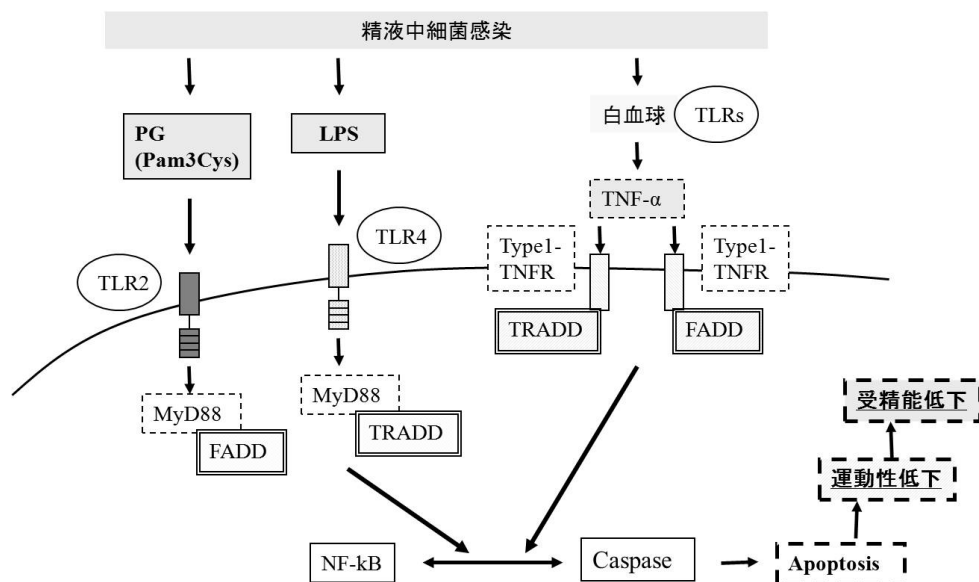 精液中細菌感染
PG
(Pam3Cys)
LPS
白血球
TLRs
TNF-α
TLR2
TLR4
Type1-
TNFR
Type1-
TNFR
TRADD
FADD
MyD88
FADD
MyD88
TRADD
受精能低下
運動性低下
NF-kB
Caspase
Apoptosis